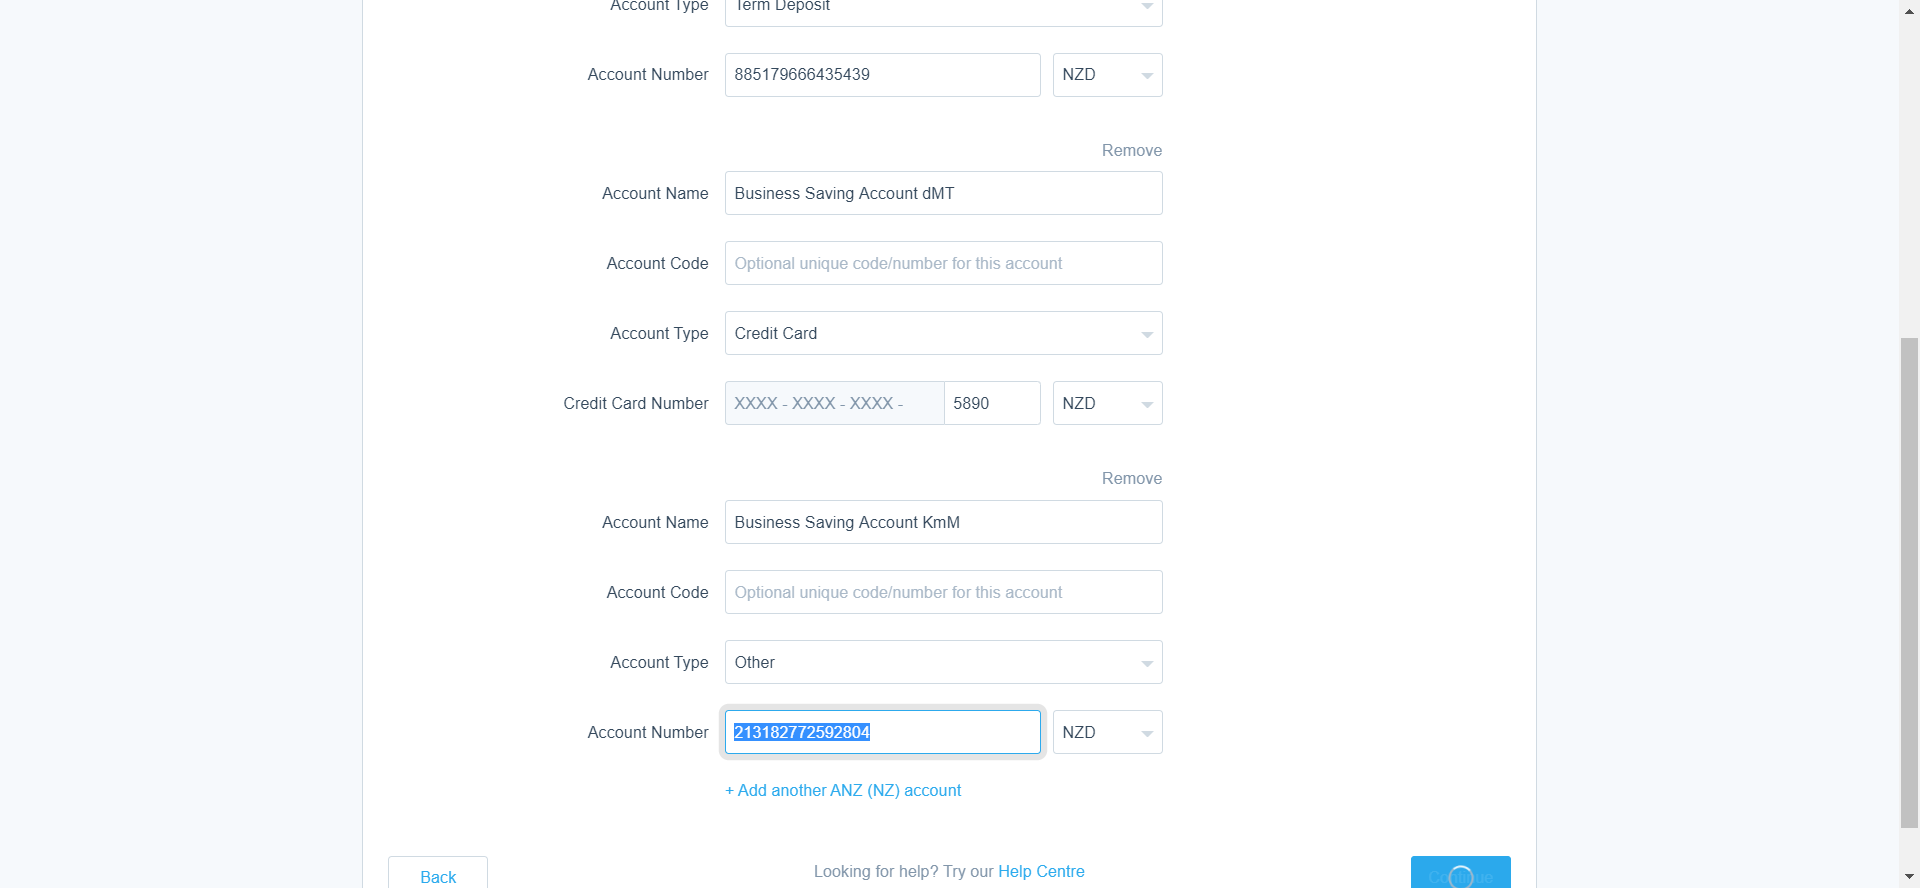 Account Type Term Deposit
Account Number 885179666435439 NZD
Remove
Account Name Business Saving Account dMT
Account Code Optional unique code/number for this account
Account Type Credit Card
Credit Card Number XXXX - XXXX - XXXX - 5890 NZD
Remove
Account Name Business Saving Account KmM
Account Code Optional unique code/number for this account
Account Type Other
Account Number 213182772592804 NZD
+ Add another ANZ (NZ) account
Looking for help? Try our Help Centre
Back Continue